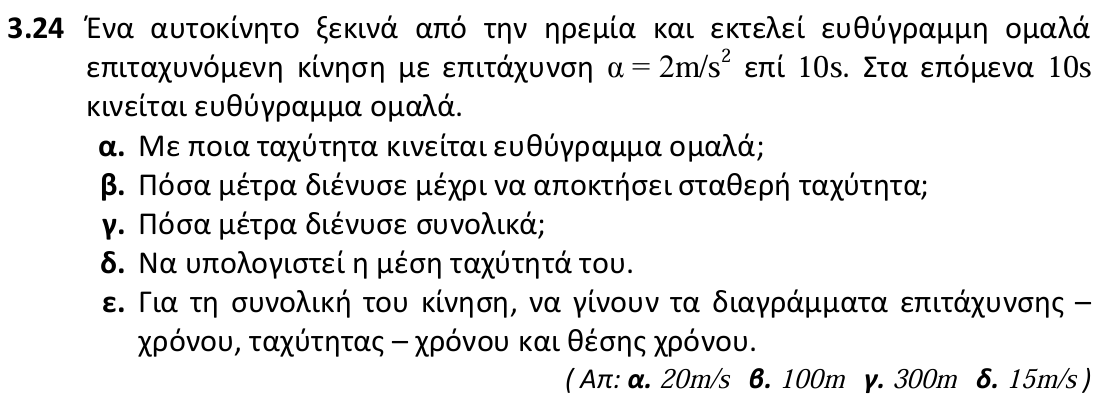 3.24 Ένα αυτοκίνητο ξεκινά από την ηρεμία και εκτελεί ευθύγραμμη ομαλά
επιταχυνόμενη κίνηση με επιτάχυνση α = 2m/s² επί 10s. Στα επόμενα 10s
κινείται ευθύγραμμα ομαλά.
α. Με ποια ταχύτητα κινείται ευθύγραμμα ομαλά;
β. Πόσα μέτρα διένυσε μέχρι να αποκτήσει σταθερή ταχύτητα;
γ. Πόσα μέτρα διένυσε συνολικά;
δ. Να υπολογιστεί η μέση ταχύτητά του.
ε. Για τη συνολική του κίνηση, να γίνουν τα διαγράμματα επιτάχυνσης –
χρόνου, ταχύτητας – χρόνου και θέσης χρόνου.
( Απ: α. 20m/s β. 100m γ. 300m δ. 15m/s )